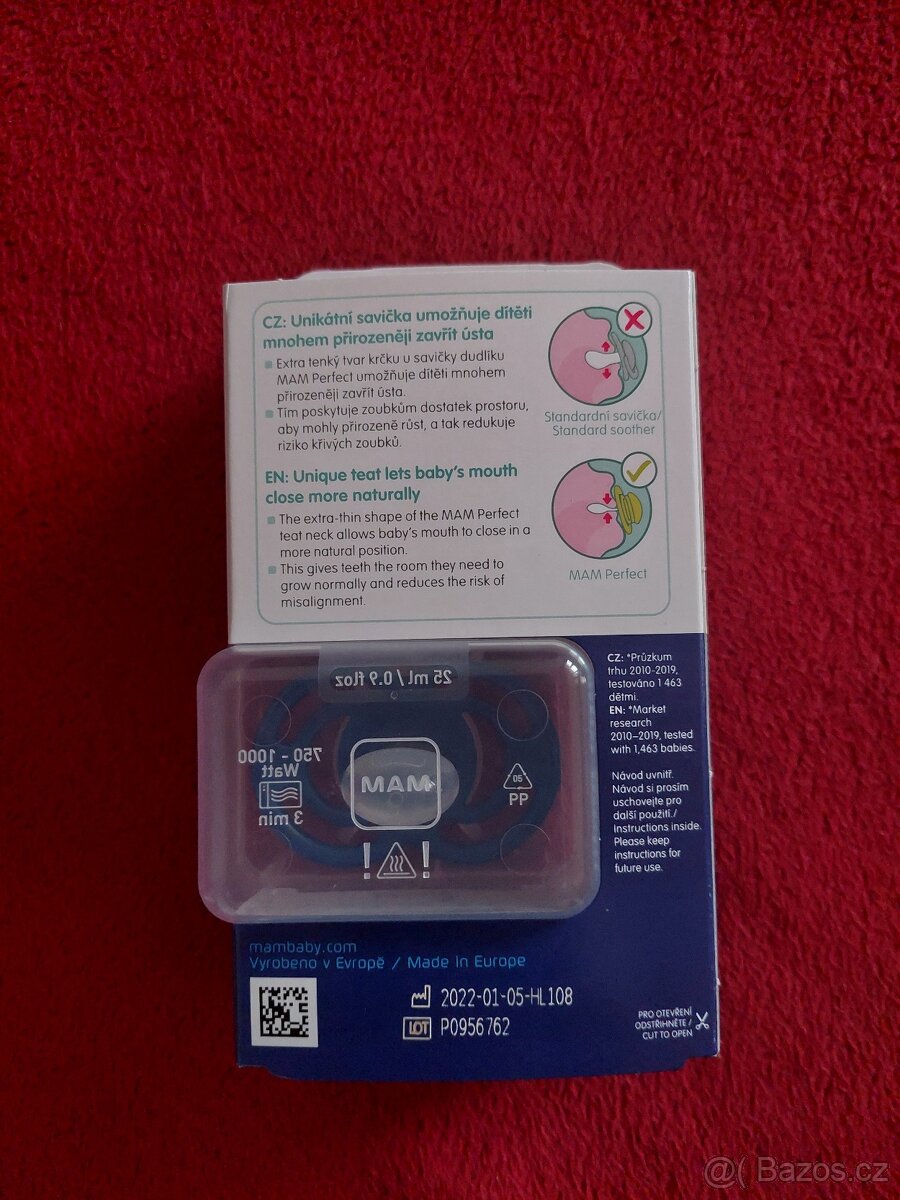 CZ: Unikátní savička umožňuje dítěti
mnohem přirozeněji zavřít ústa
Extra tenký tvar krčku u savičky dudlíku
MAM Perfect umožňuje dítěti mnohem
přirozeněji zavřít ústa.
Tím poskytuje zoubkům dostatek prostoru,
aby mohly přirozeně růst, a tak redukuje
riziko křivých zoubků.
Standardní savička/
Standard soother
EN: Unique teat lets baby's mouth
close more naturally
The extra-thin shape of the MAM Perfect
teat neck allows baby's mouth to close in a
more natural position.
This gives teeth the room they need to
grow normally and reduces the risk of
misalignment.
MAM Perfect
25 ml / 0.9 fl oz
750 - 1000
Watt
3 min
MAM
05
PP
! !
CZ: *Průzkum
trhu 2010-2019,
testováno 1 463
dětmi.
EN: *Market
research
2010–2019, tested
with 1,463 babies.
Návod uvnitř.
Návod si prosím
uschovejte pro
další použití./
Instructions inside.
Please keep
instructions for
future use.
mambaby.com
Vyrobeno v Evropě / Made in Europe
2022-01-05-HL108
LOT P0956762
PRO OTEVŘENÍ
ODSTŘIHNĚTE /
CUT TO OPEN
@( Bazos.cz